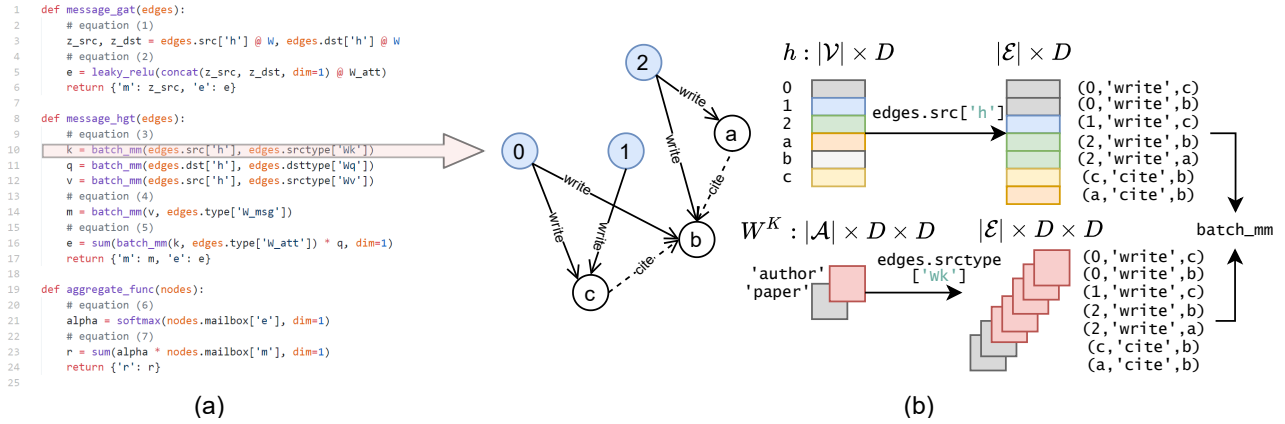 1 def message_gat(edges):
2 # equation (1)
3 z_src, z_dst = edges.src['h'] @ W, edges.dst['h'] @ W
4 # equation (2)
5 e = leaky_relu(concat(z_src, z_dst, dim=1) @ W_att)
6 return {'m': z_src, 'e': e}
7
8 def message_hgt(edges):
9 # equation (3)
10 k = batch_mm(edges.src['h'], edges.srctype['Wk'])
11 q = batch_mm(edges.dst['h'], edges.dsttype['Wq'])
12 v = batch_mm(edges.src['h'], edges.srctype['Wv'])
13 # equation (4)
14 m = batch_mm(v, edges.type['W_msg'])
15 # equation (5)
16 e = sum(batch_mm(k, edges.type['W_att']) * q, dim=1)
17 return {'m': m, 'e': e}
18
19 def aggregate_func(nodes):
20 # equation (6)
21 alpha = softmax(nodes.mailbox['e'], dim=1)
22 # equation (7)
23 r = sum(alpha * nodes.mailbox['m'], dim=1)
24 return {'r': r}
25
(a)
2
write
a
0
1
write
write
write
write
cite
b
cite
c
h : |𝒱| × D
|ℰ| × D
0
1
2
a
b
c
edges.src['h']
(0,'write',c)
(0,'write',b)
(1,'write',c)
(2,'write',b)
(2,'write',a)
(c,'cite',b)
(a,'cite',b)
batch_mm
W^K : |𝒜| × D × D
|ℰ| × D × D
'author'
'paper'
edges.srctype
['Wk']
(0,'write',c)
(0,'write',b)
(1,'write',c)
(2,'write',b)
(2,'write',a)
(c,'cite',b)
(a,'cite',b)
(b)